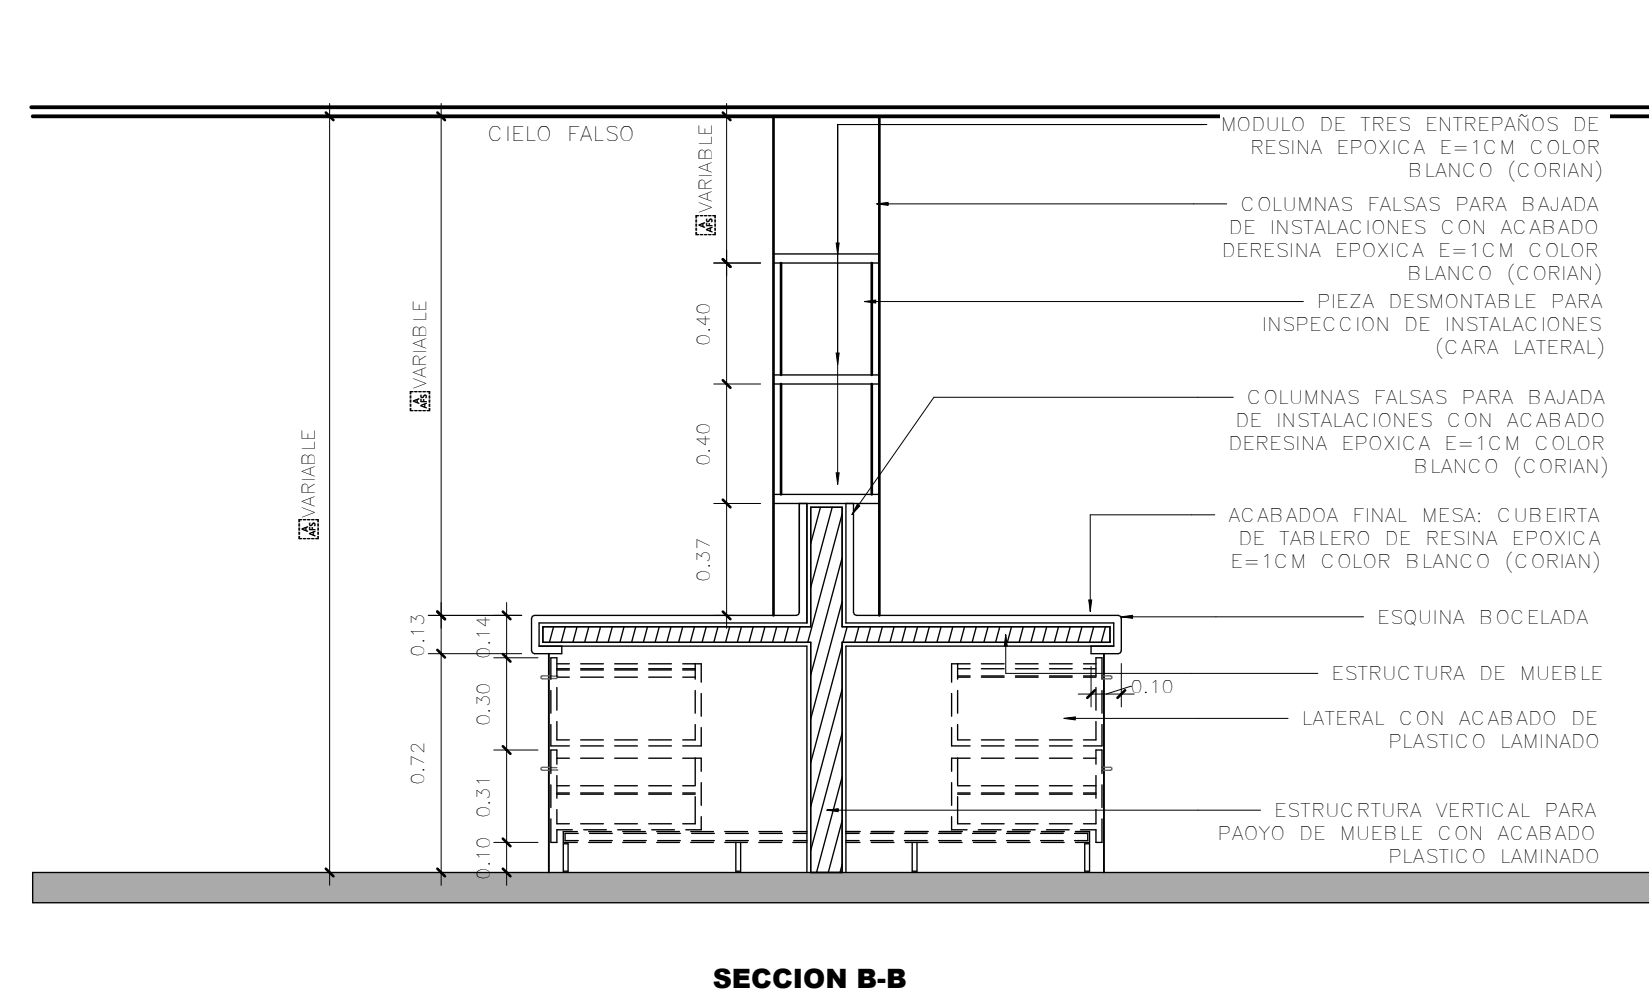 CIELO FALSO
MODULO DE TRES ENTREPAÑOS DE
RESINA EPOXICA E=1CM COLOR
BLANCO (CORIAN)
COLUMNAS FALSAS PARA BAJADA
DE INSTALACIONES CON ACABADO
DERESINA EPOXICA E=1CM COLOR
BLANCO (CORIAN)
PIEZA DESMONTABLE PARA
INSPECCION DE INSTALACIONES
(CARA LATERAL)
COLUMNAS FALSAS PARA BAJADA
DE INSTALACIONES CON ACABADO
DERESINA EPOXICA E=1CM COLOR
BLANCO (CORIAN)
ACABADOA FINAL MESA: CUBEIRTA
DE TABLERO DE RESINA EPOXICA
E=1CM COLOR BLANCO (CORIAN)
ESQUINA BOCELADA
ESTRUCTURA DE MUEBLE
0.10
LATERAL CON ACABADO DE
PLASTICO LAMINADO
ESTRUCRTURA VERTICAL PARA
PAOYO DE MUEBLE CON ACABADO
PLASTICO LAMINADO
A AFS VARIABLE
A AFS VARIABLE
0.13
0.72
0.14
0.30
0.31
0.10
A AFS VARIABLE
0.40
0.40
0.37
SECCION B-B